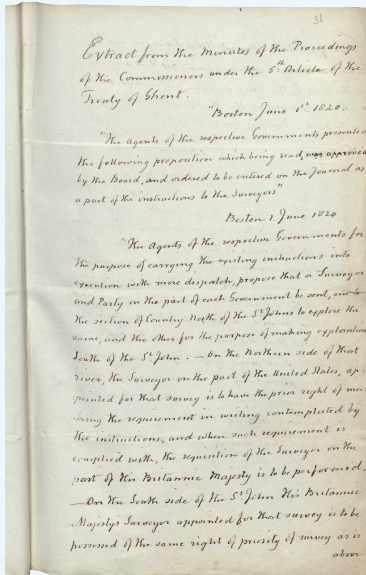 31
Extract from the Minutes of the Proceedings
of the Commissioners under the 5th Article of the
Treaty of Ghent.
"Boston June 1st. 1820.
"The Agents of the respective Governments presented
the following proposition which being read, was approved
by the Board, and ordered to be entered on the Journal as
a part of the instructions to the Surveyors"
Boston 1. June 1820
"The Agents of the respective Governments for
the purpose of carrying the existing instructions into
execution with more dispatch, propose that a Surveyor
and Party on the part of each Government be sent, one to
the section of Country North of the St. Johns to explore the
same, and the other for the purpose of making explorations
South of the St. John. — On the Northern side of that
river, the Surveyor on the part of the United States, ap-
pointed for that survey is to have the prior right of ma-
king the requirement in writing contemplated by
the instructions, and when such requirement is
complied with, the requisition of the Surveyor on the
part of His Britannic Majesty is to be performed.
— On the South side of the St. John His Britannic
Majestys Surveyor appointed for that survey is to be
possessed of the same right of priority of survey as is
above